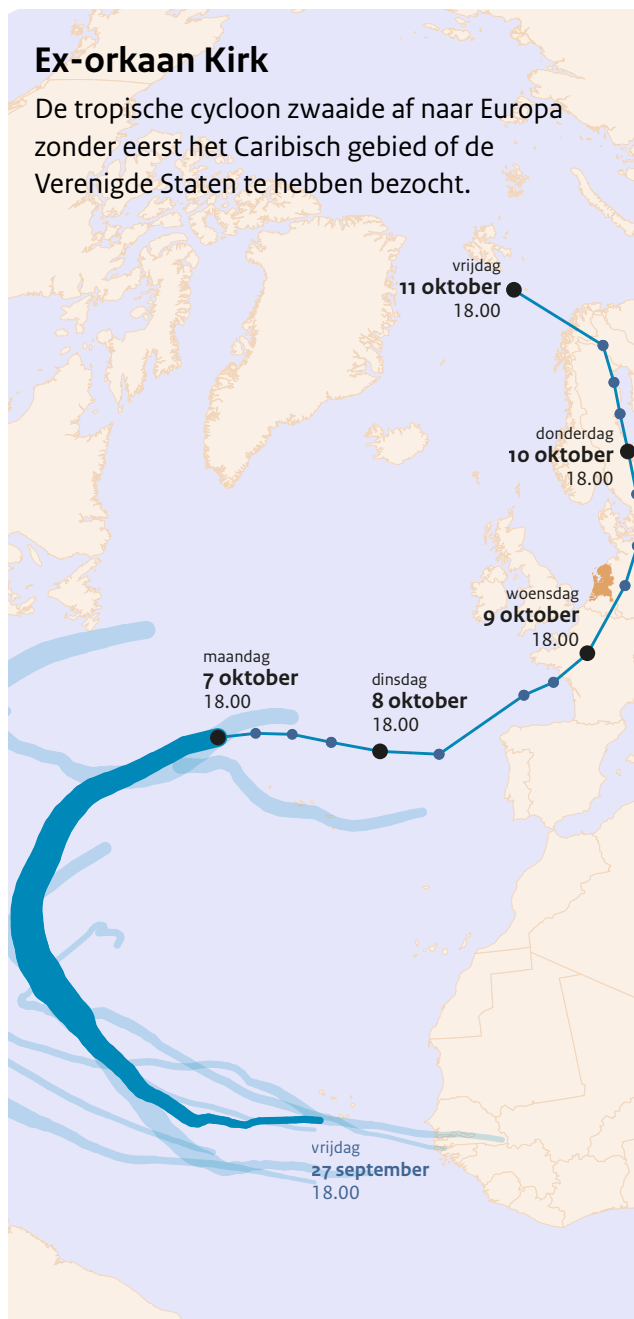 Ex-orkaan Kirk
De tropische cycloon zwaaide af naar Europa
zonder eerst het Caribisch gebied of de
Verenigde Staten te hebben bezocht.
vrijdag
11 oktober
18.00
donderdag
10 oktober
18.00
woensdag
9 oktober
18.00
maandag
7 oktober
18.00
dinsdag
8 oktober
18.00
vrijdag
27 september
18.00